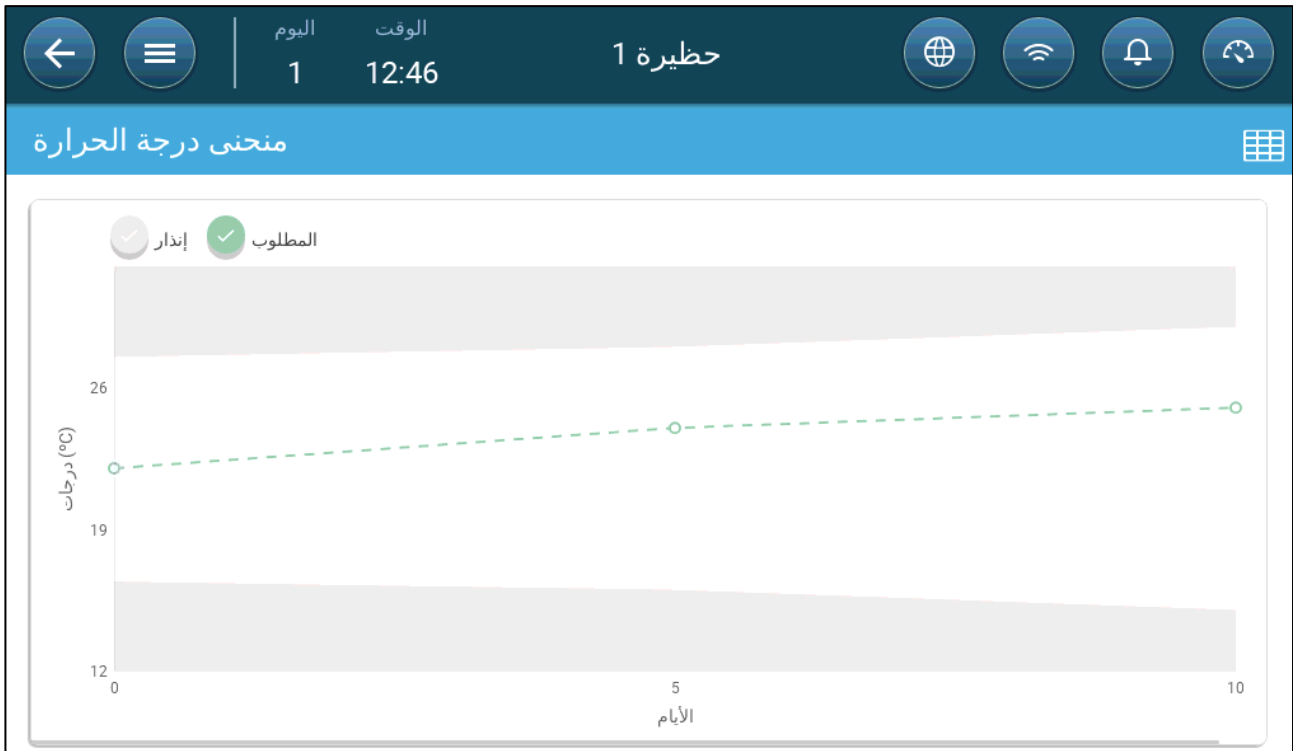 اليوم
الوقت
1
12:46
حظيرة 1
منحنى درجة الحرارة
إنذار
المطلوب
26
19
12
درجات (ºC)
0
5
10
الأيام